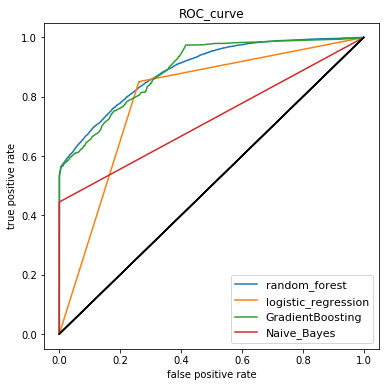 ROC_curve
true positive rate
1.0
0.8
0.6
0.4
0.2
0.0
random_forest
logistic_regression
GradientBoosting
Naive_Bayes
0.0 0.2 0.4 0.6 0.8 1.0
false positive rate